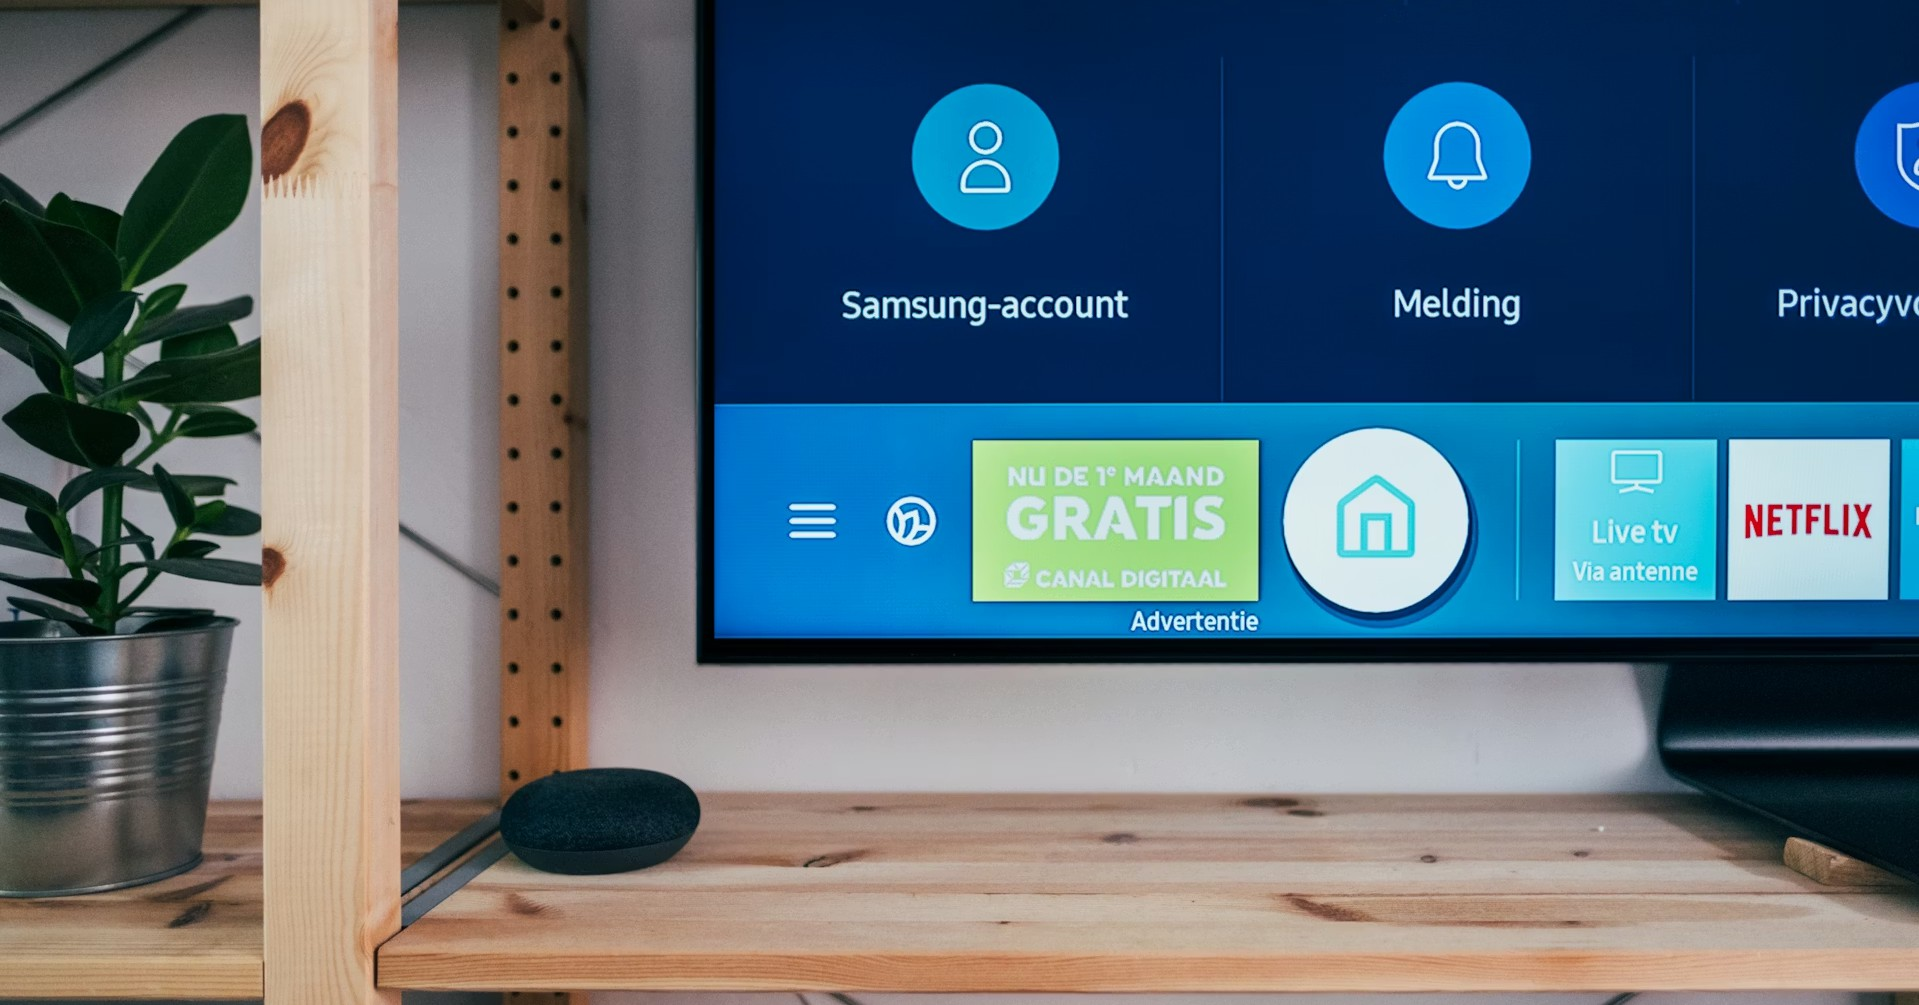 Samsung-account
Melding
NU DE 1e MAAND
GRATIS
CANAL DIGITAAL
Advertentie
Live tv
Via antenne
NETFLIX